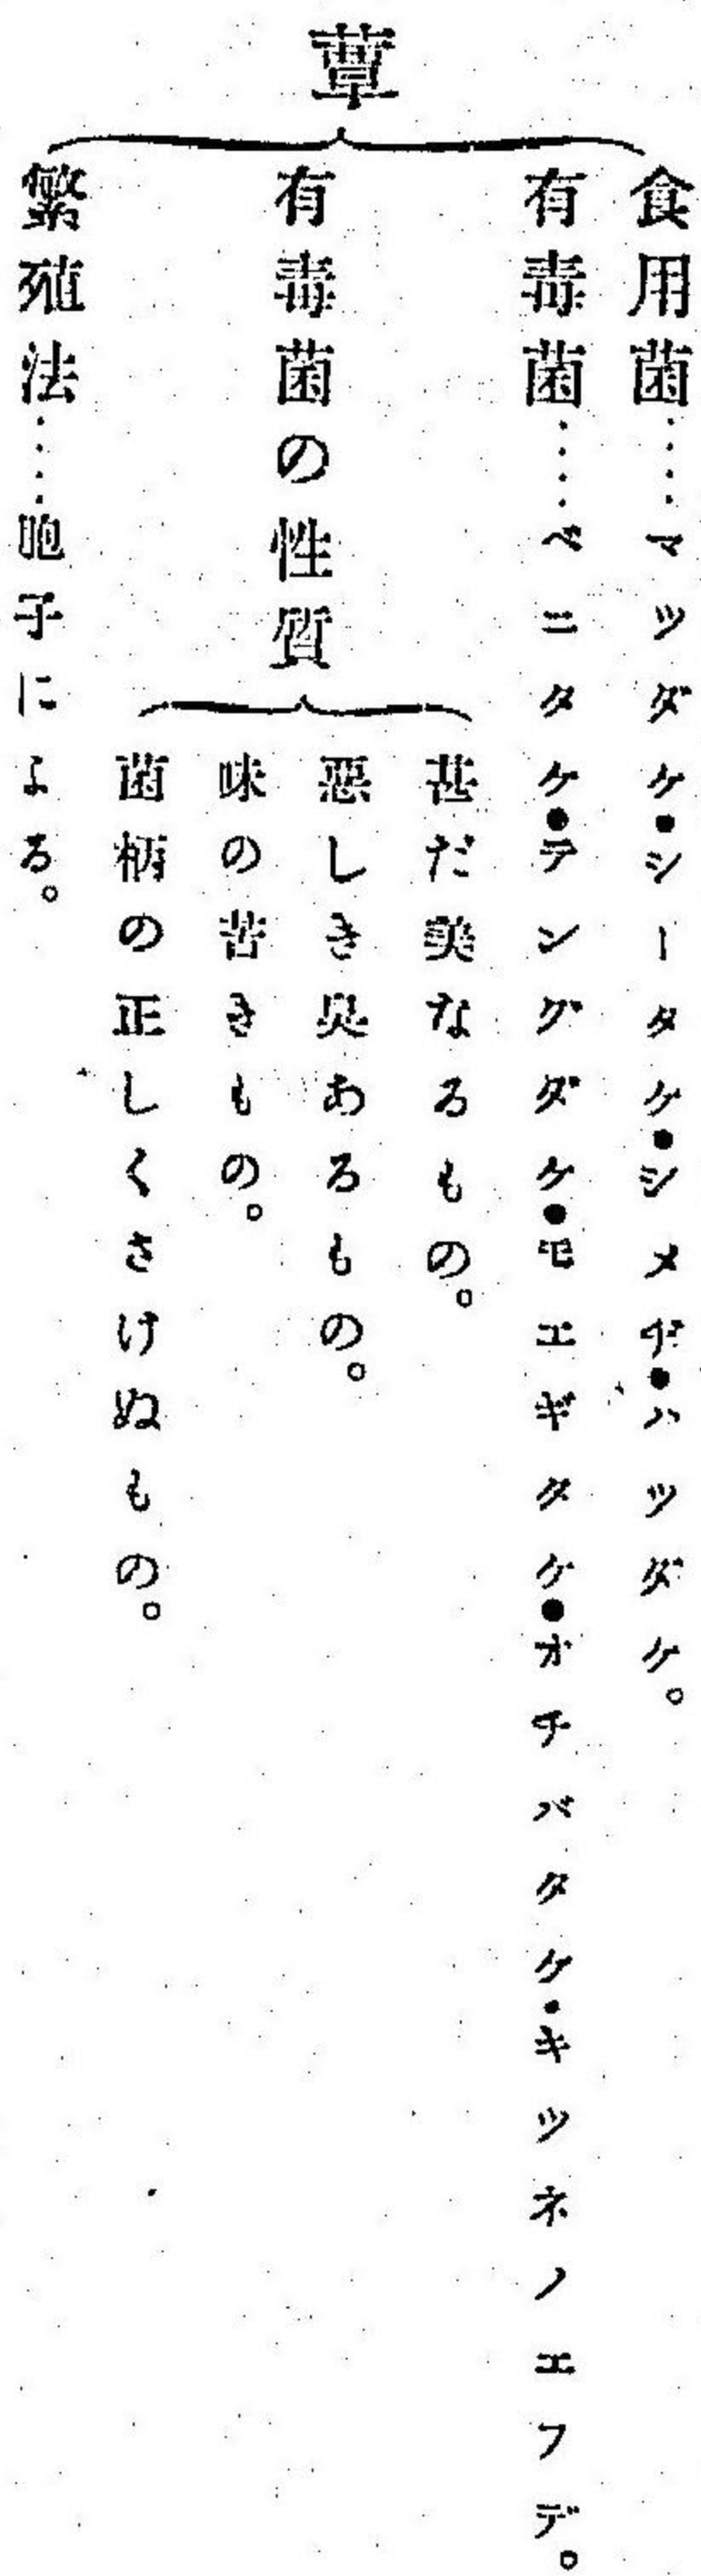 蕈
食用菌……マツダケ●シータケ●シメヂ●ハツダケ。
有毒菌……ベニタケ●テングダケ●モエギタケ●オチバタケ・キツネノエフデ。
有毒菌の性質
甚だ美なるもの。
惡しき臭あるもの。
味の苦きもの。
菌柄の正しくさけぬもの。
繁殖法……胞子による。